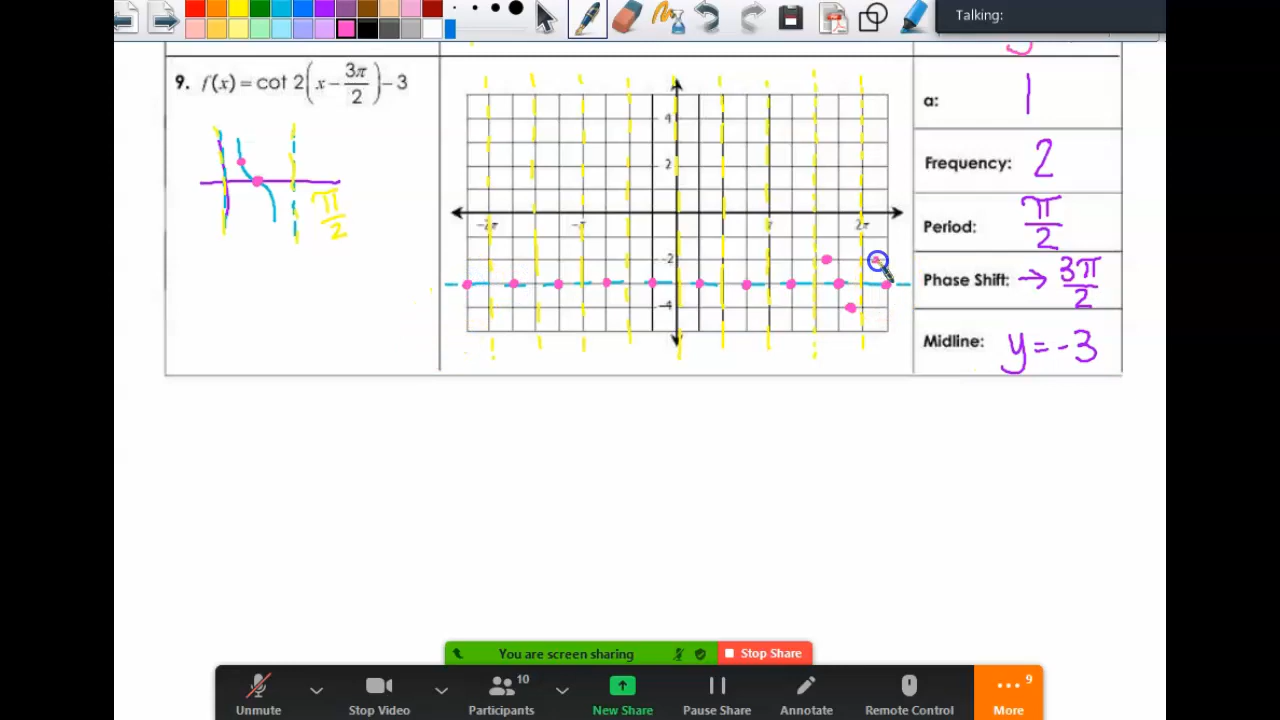 Talking:
9. f(x) = cot 2(x − 3π/2) − 3
π/2
4
2
-2π
-π
π
2π
-2
-4
a: 1
Frequency: 2
Period: π/2
Phase Shift: → 3π/2
Midline: y = -3
You are screen sharing
Stop Share
Unmute
Stop Video
10
Participants
New Share
Pause Share
Annotate
Remote Control
9
More